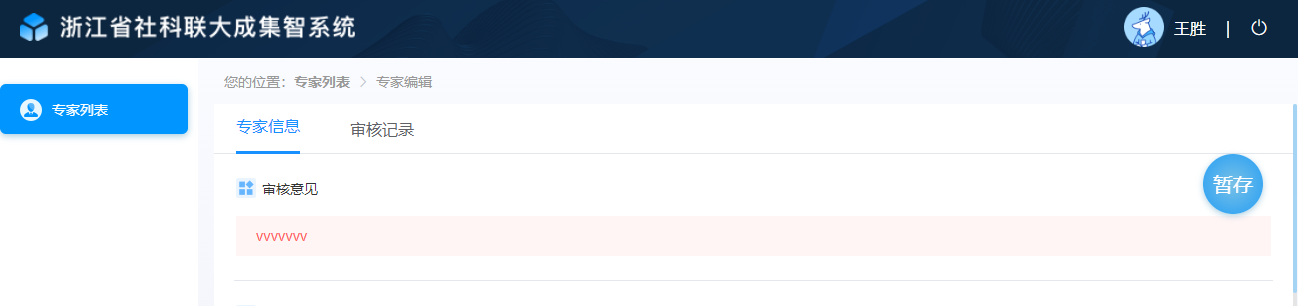 浙江省社科联大成集智系统
王胜 |
专家列表
您的位置：专家列表 > 专家编辑
专家信息 审核记录
暂存
审核意见
vvvvvvv